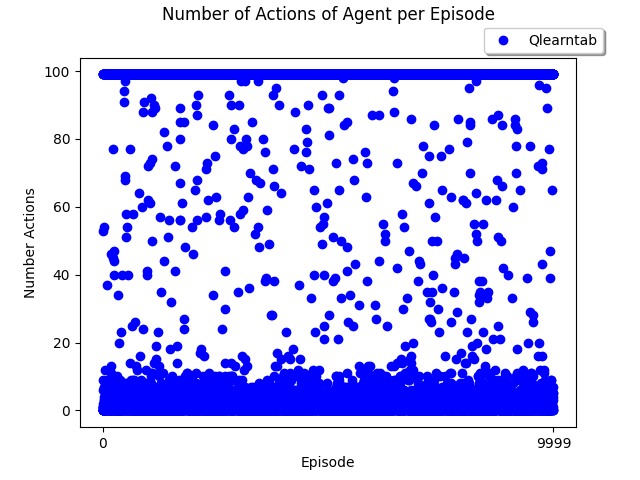 Number of Actions of Agent per Episode
Qlearntab
100
80
60
40
20
0
Number Actions
0
9999
Episode